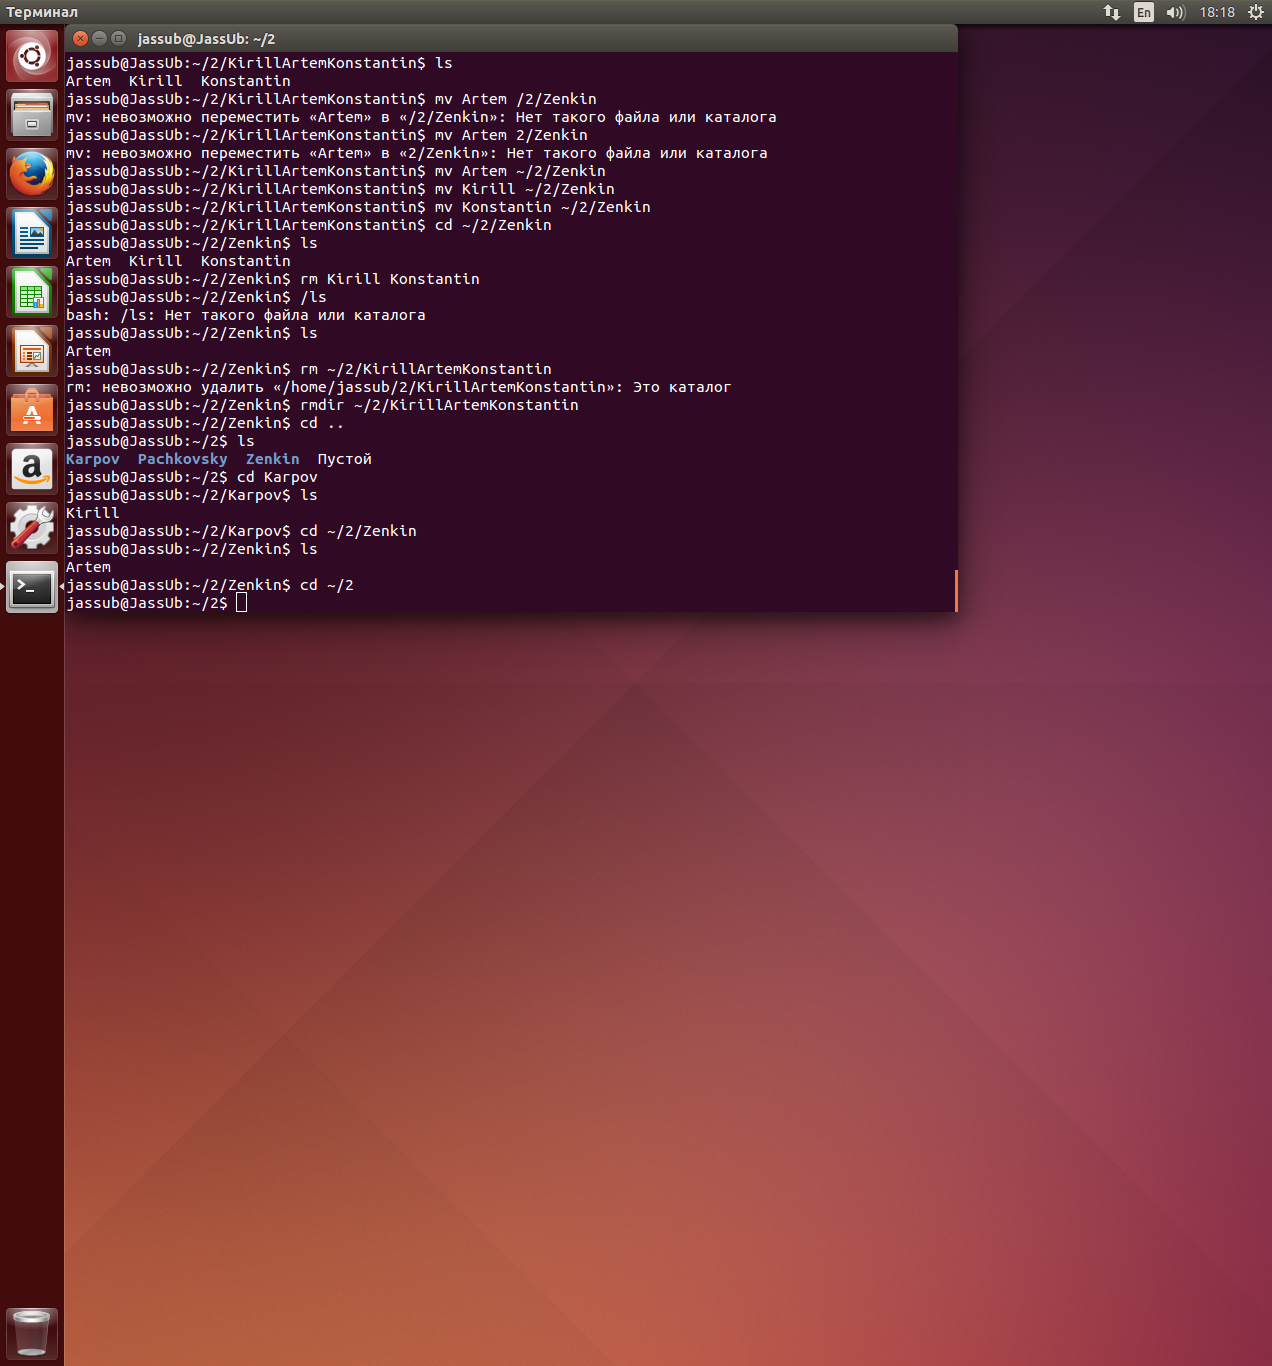 Терминал
En
18:18
jassub@JassUb: ~/2
jassub@JassUb:~/2/KirillArtemKonstantin$ ls
Artem  Kirill  Konstantin
jassub@JassUb:~/2/KirillArtemKonstantin$ mv Artem /2/Zenkin
mv: невозможно переместить «Artem» в «/2/Zenkin»: Нет такого файла или каталога
jassub@JassUb:~/2/KirillArtemKonstantin$ mv Artem 2/Zenkin
mv: невозможно переместить «Artem» в «2/Zenkin»: Нет такого файла или каталога
jassub@JassUb:~/2/KirillArtemKonstantin$ mv Artem ~/2/Zenkin
jassub@JassUb:~/2/KirillArtemKonstantin$ mv Kirill ~/2/Zenkin
jassub@JassUb:~/2/KirillArtemKonstantin$ mv Konstantin ~/2/Zenkin
jassub@JassUb:~/2/KirillArtemKonstantin$ cd ~/2/Zenkin
jassub@JassUb:~/2/Zenkin$ ls
Artem  Kirill  Konstantin
jassub@JassUb:~/2/Zenkin$ rm Kirill Konstantin
jassub@JassUb:~/2/Zenkin$ /ls
bash: /ls: Нет такого файла или каталога
jassub@JassUb:~/2/Zenkin$ ls
Artem
jassub@JassUb:~/2/Zenkin$ rm ~/2/KirillArtemKonstantin
rm: невозможно удалить «/home/jassub/2/KirillArtemKonstantin»: Это каталог
jassub@JassUb:~/2/Zenkin$ rmdir ~/2/KirillArtemKonstantin
jassub@JassUb:~/2/Zenkin$ cd ..
jassub@JassUb:~/2$ ls
Karpov  Pachkovsky  Zenkin  Пустой
jassub@JassUb:~/2$ cd Karpov
jassub@JassUb:~/2/Karpov$ ls
Kirill
jassub@JassUb:~/2/Karpov$ cd ~/2/Zenkin
jassub@JassUb:~/2/Zenkin$ ls
Artem
jassub@JassUb:~/2/Zenkin$ cd ~/2
jassub@JassUb:~/2$